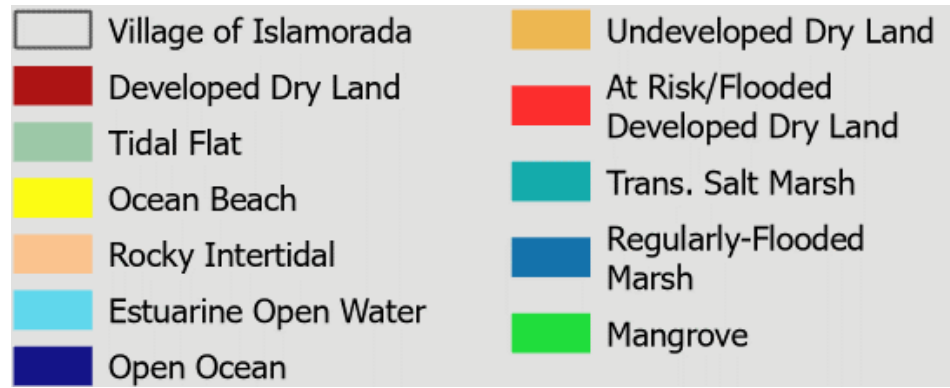 Village of Islamorada
Developed Dry Land
Tidal Flat
Ocean Beach
Rocky Intertidal
Estuarine Open Water
Open Ocean
Undeveloped Dry Land
At Risk/Flooded
Developed Dry Land
Trans. Salt Marsh
Regularly-Flooded
Marsh
Mangrove